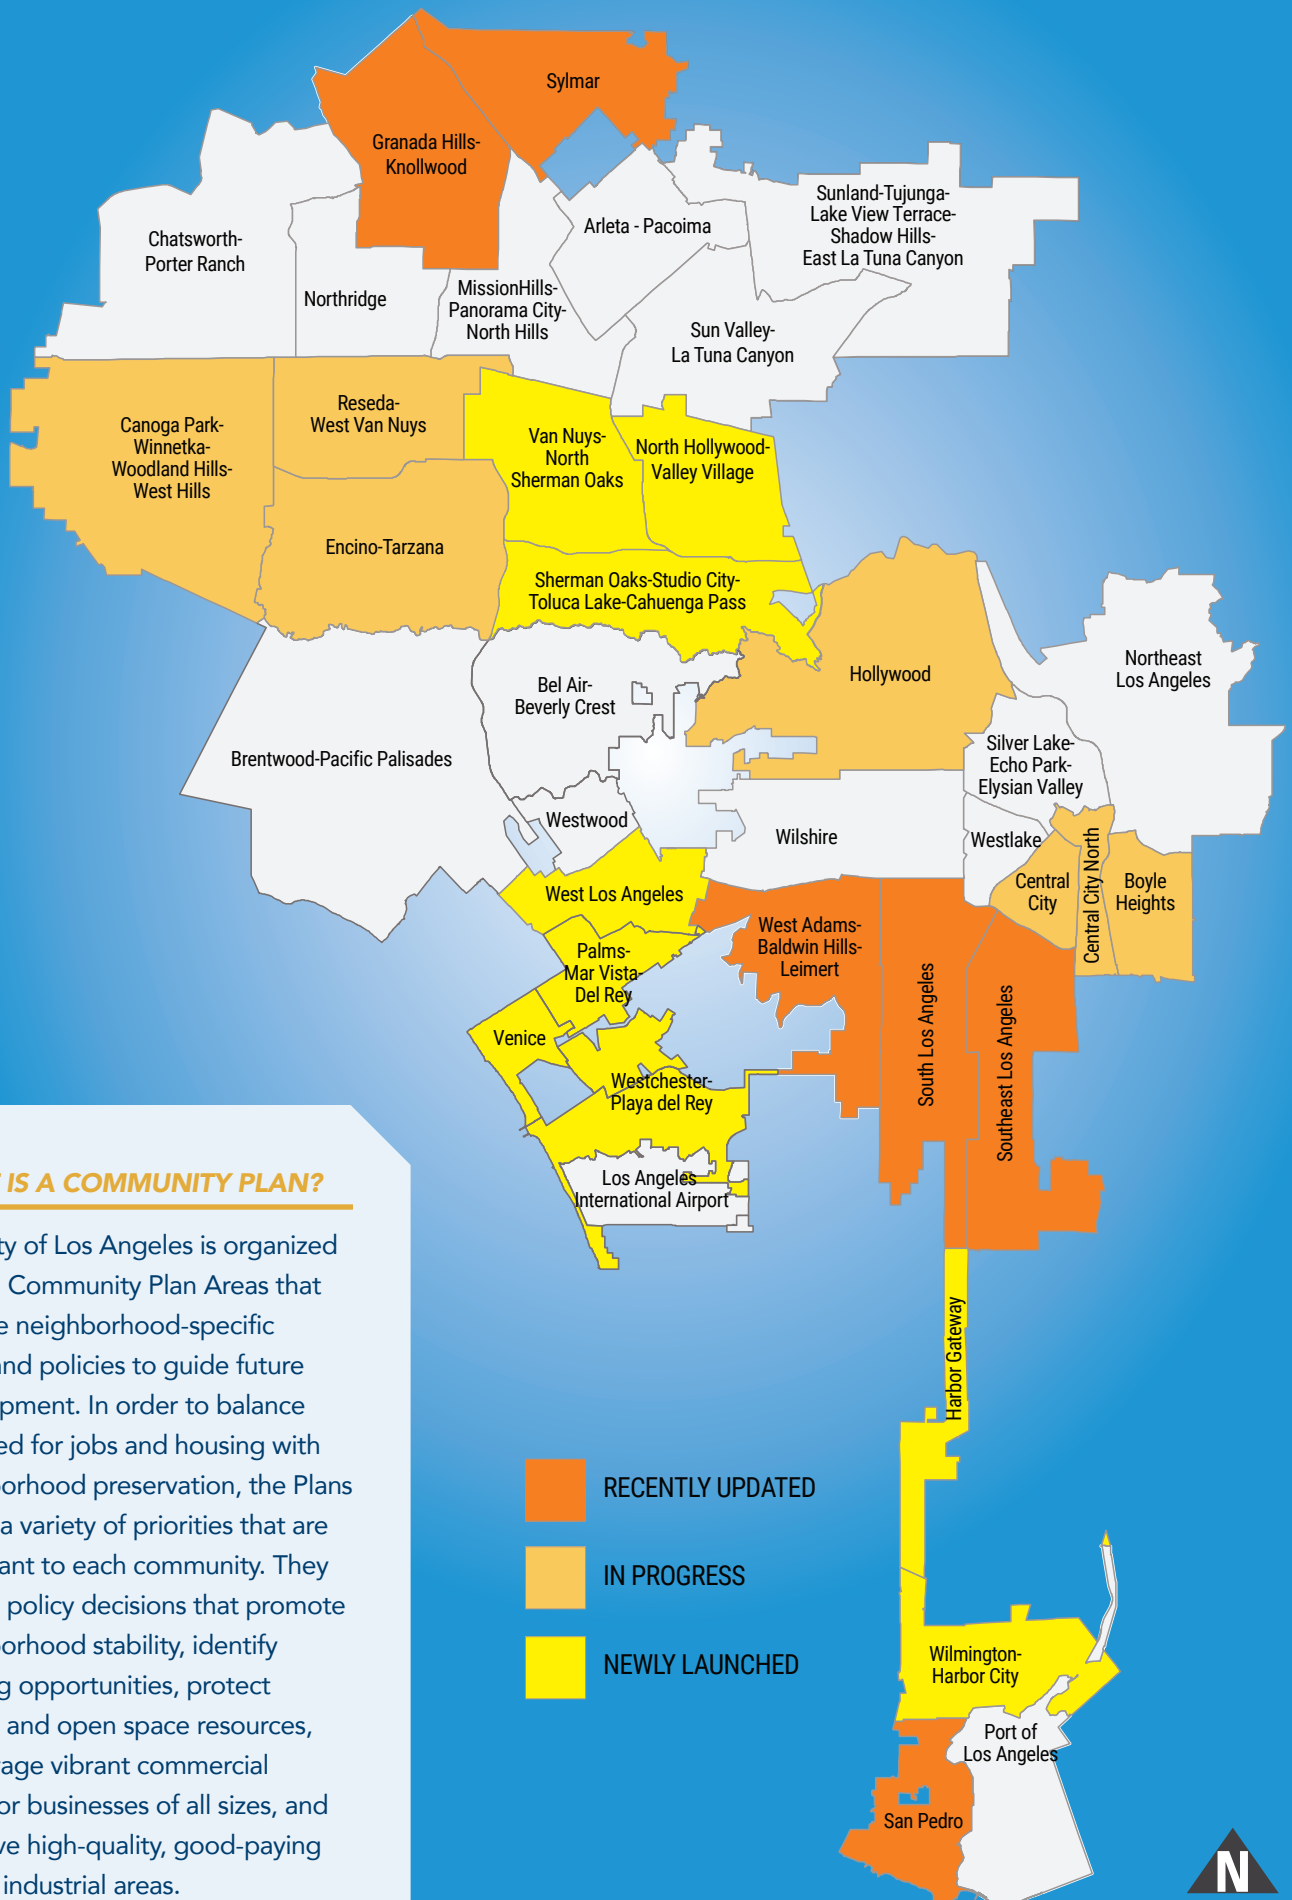 Sylmar
Granada Hills-
Knollwood
Sunland-Tujunga-
Lake View Terrace-
Shadow Hills-
East La Tuna Canyon
Arleta - Pacoima
Chatsworth-
Porter Ranch
Northridge
MissionHills-
Panorama City-
North Hills
Sun Valley-
La Tuna Canyon
Canoga Park-
Winnetka-
Woodland Hills-
West Hills
Reseda-
West Van Nuys
Van Nuys-
North
Sherman Oaks
North Hollywood-
Valley Village
Encino-Tarzana
Sherman Oaks-Studio City-
Toluca Lake-Cahuenga Pass
Hollywood
Northeast
Los Angeles
Bel Air-
Beverly Crest
Brentwood-Pacific Palisades
Silver Lake-
Echo Park-
Elysian Valley
Westwood
Wilshire
Westlake
Central
City
Central City North
Boyle
Heights
West Los Angeles
West Adams-
Baldwin Hills-
Leimert
Palms-
Mar Vista-
Del Rey
Venice
South Los Angeles
Southeast Los Angeles
Westchester-
Playa del Rey
Los Angeles
International Airport
Harbor Gateway
Wilmington-
Harbor City
Port of
Los Angeles
San Pedro
IS A COMMUNITY PLAN?
ty of Los Angeles is organized
Community Plan Areas that
e neighborhood-specific
and policies to guide future
pment. In order to balance
ed for jobs and housing with
orhood preservation, the Plans
a variety of priorities that are
ant to each community. They
policy decisions that promote
orhood stability, identify
g opportunities, protect
and open space resources,
rage vibrant commercial
or businesses of all sizes, and
ve high-quality, good-paying
industrial areas.
RECENTLY UPDATED
IN PROGRESS
NEWLY LAUNCHED
N